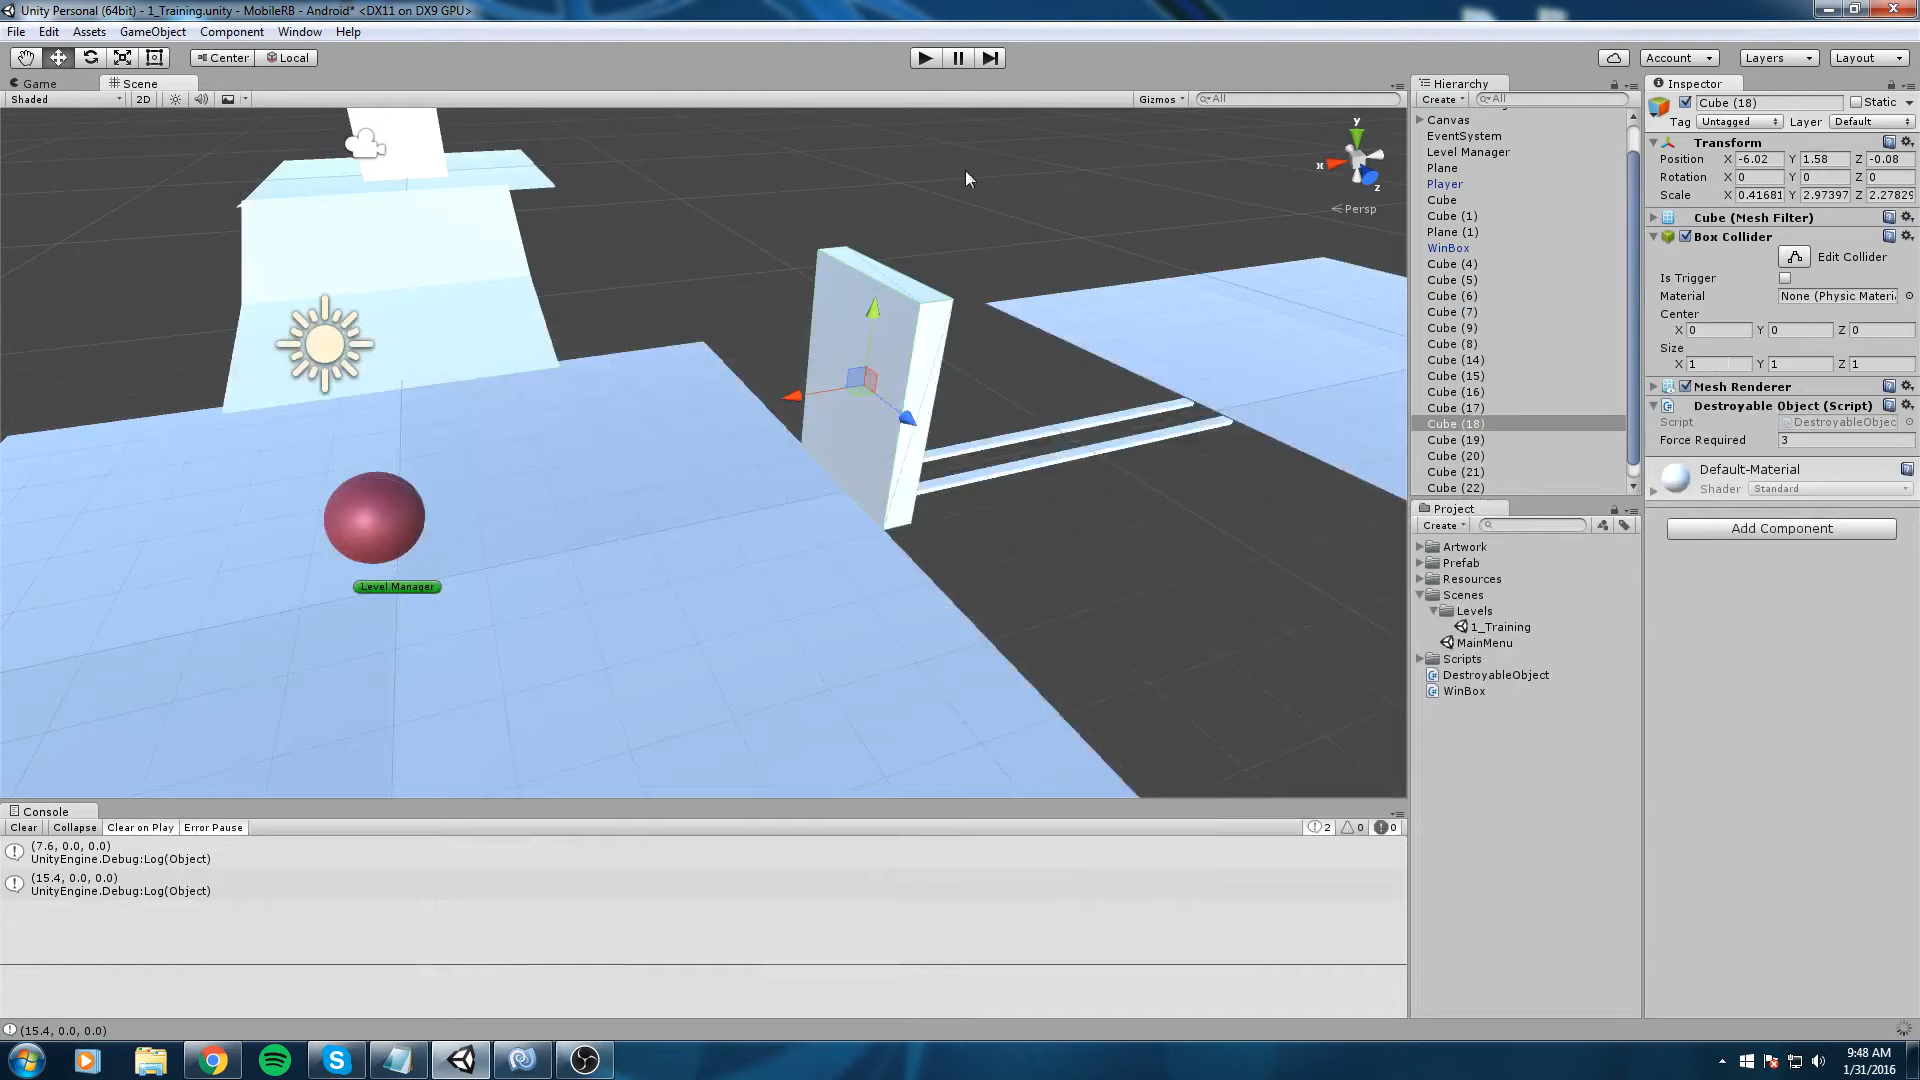 Unity Personal (64bit) - 1_Training.unity - MobileRB - Android* <DX11 on DX9 GPU>
File Edit Assets GameObject Component Window Help
Center Local Account Layers Layout
Game Scene
Shaded 2D Gizmos All
y
x
z
Persp
Level Manager
Hierarchy
Create All
Canvas
EventSystem
Level Manager
Plane
Player
Cube
Cube (1)
Plane (1)
WinBox
Cube (4)
Cube (5)
Cube (6)
Cube (7)
Cube (9)
Cube (8)
Cube (14)
Cube (15)
Cube (16)
Cube (17)
Cube (18)
Cube (19)
Cube (20)
Cube (21)
Cube (22)
Project
Create
Artwork
Prefab
Resources
Scenes
Levels
1_Training
MainMenu
Scripts
DestroyableObject
WinBox
Inspector
Cube (18) Static
Tag Untagged Layer Default
Transform
Position X -6.02 Y 1.58 Z -0.08
Rotation X 0 Y 0 Z 0
Scale X 0.41681 Y 2.97397 Z 2.27829
Cube (Mesh Filter)
Box Collider
Edit Collider
Is Trigger
Material None (Physic Materi
Center
X 0 Y 0 Z 0
Size
X 1 Y 1 Z 1
Mesh Renderer
Destroyable Object (Script)
Script DestroyableObjec
Force Required 3
Default-Material
Shader Standard
Add Component
Console
Clear Collapse Clear on Play Error Pause 2 0 0
(7.6, 0.0, 0.0)
UnityEngine.Debug:Log(Object)
(15.4, 0.0, 0.0)
UnityEngine.Debug:Log(Object)
(15.4, 0.0, 0.0)
9:48 AM
1/31/2016